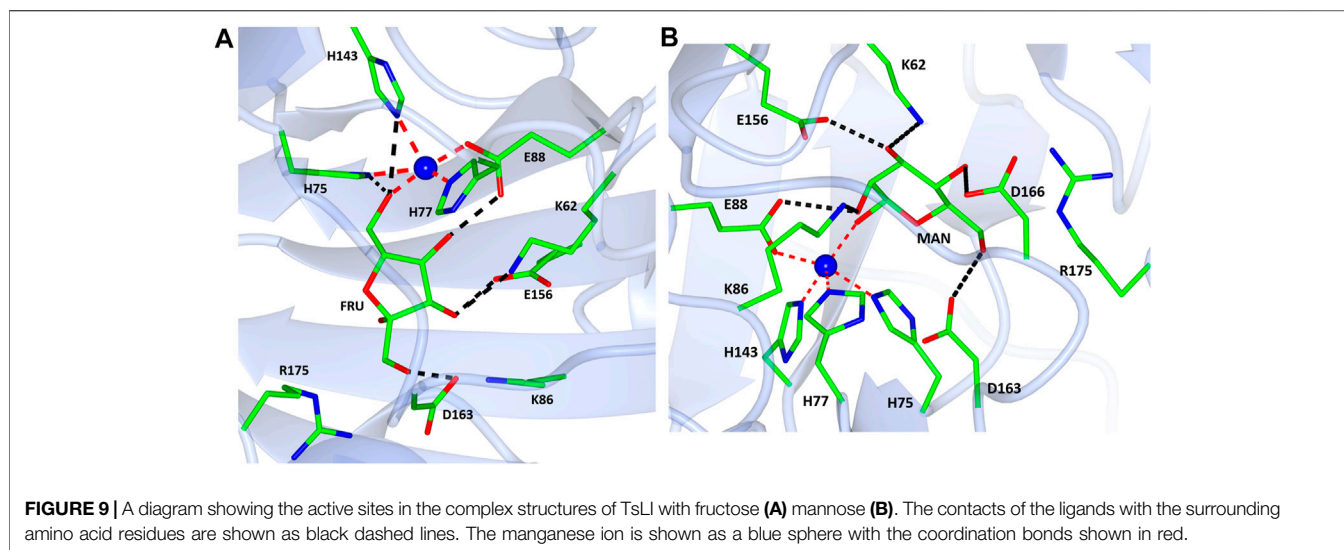 A
H143
H75
H77
E88
K62
E156
FRU
R175
D163
K86
B
K62
E156
E88
D166
MAN
R175
K86
H143
H77
H75
D163
FIGURE 9 | A diagram showing the active sites in the complex structures of TsLI with fructose (A) mannose (B). The contacts of the ligands with the surrounding
amino acid residues are shown as black dashed lines. The manganese ion is shown as a blue sphere with the coordination bonds shown in red.